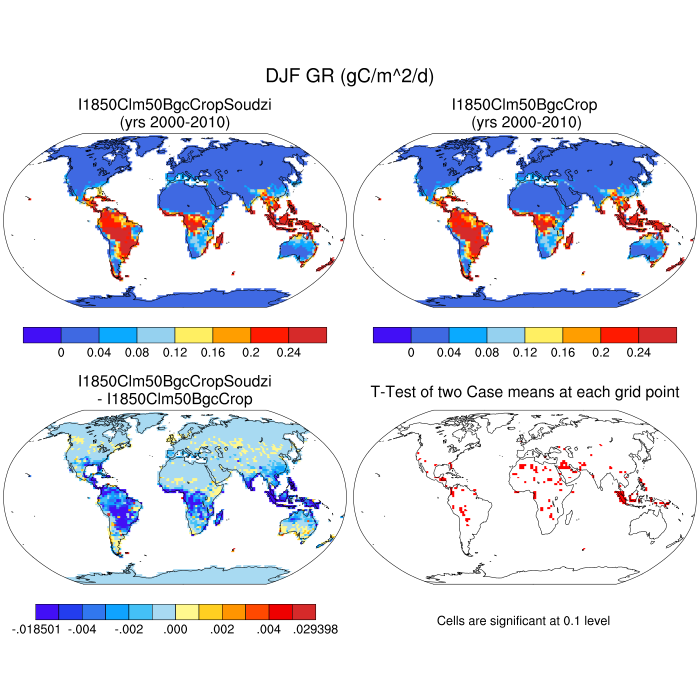 DJF GR (gC/m^2/d)
I1850Clm50BgcCropSoudzi
(yrs 2000-2010)
I1850Clm50BgcCrop
(yrs 2000-2010)
0 0.04 0.08 0.12 0.16 0.2 0.24
0 0.04 0.08 0.12 0.16 0.2 0.24
I1850Clm50BgcCropSoudzi
- I1850Clm50BgcCrop
T-Test of two Case means at each grid point
-.018501 -.004 -.002 .000 .002 .004 .029398
Cells are significant at 0.1 level